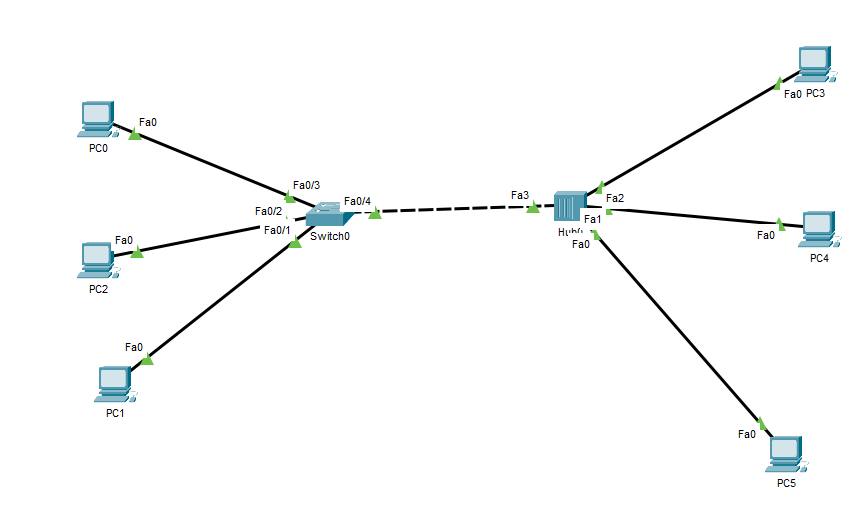 Fa0 PC3
Fa0
PC0
Fa0/3
Fa0/4
Fa3
Fa2
Fa0/2
Fa1
Fa0/1
Switch0
Fa0
Fa0
PC2
Fa0
PC4
Fa0
PC1
Fa0
PC5